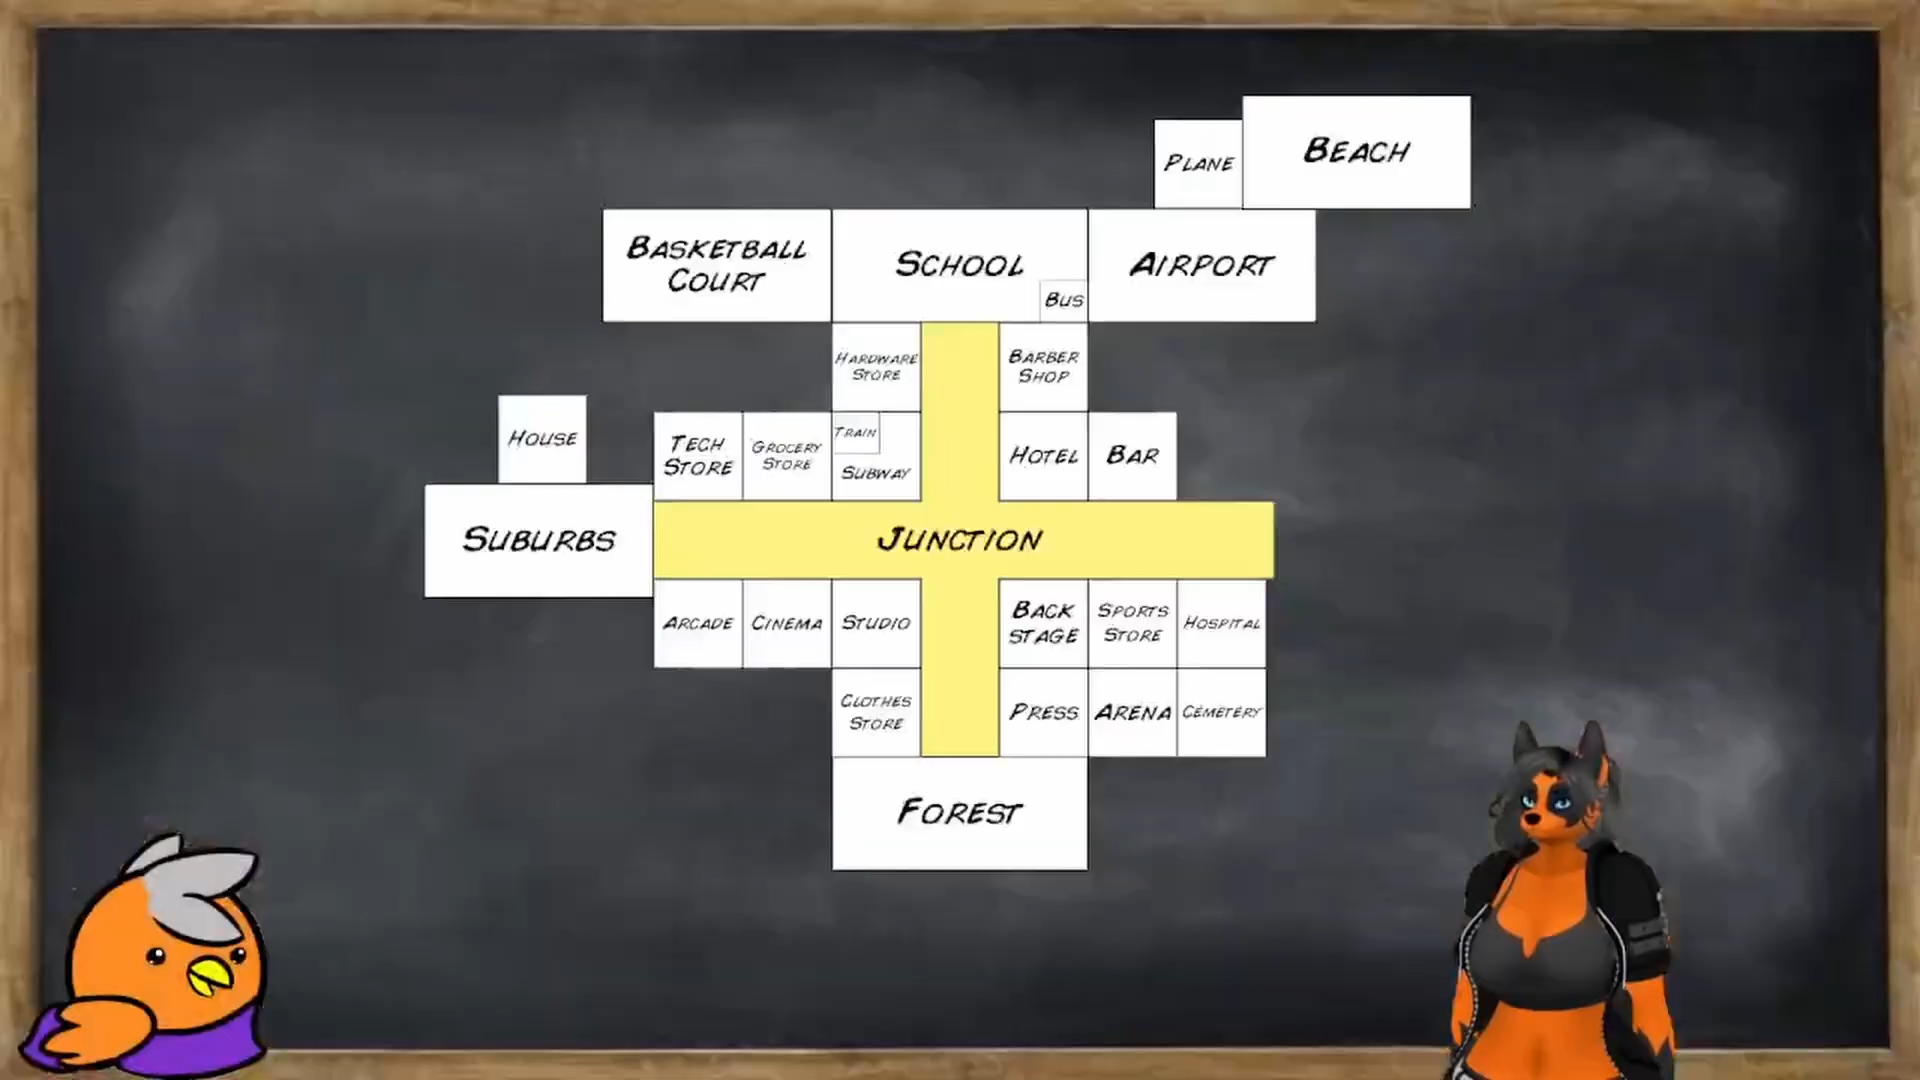 PLANE
BEACH
BASKETBALL
COURT
SCHOOL
BUS
AIRPORT
HARDWARE
STORE
BARBER
SHOP
HOUSE
TECH
STORE
GROCERY
STORE
TRAIN
SUBWAY
HOTEL
BAR
SUBURBS
JUNCTION
ARCADE
CINEMA
STUDIO
BACK
STAGE
SPORTS
STORE
HOSPITAL
CLOTHES
STORE
PRESS
ARENA
CEMETERY
FOREST